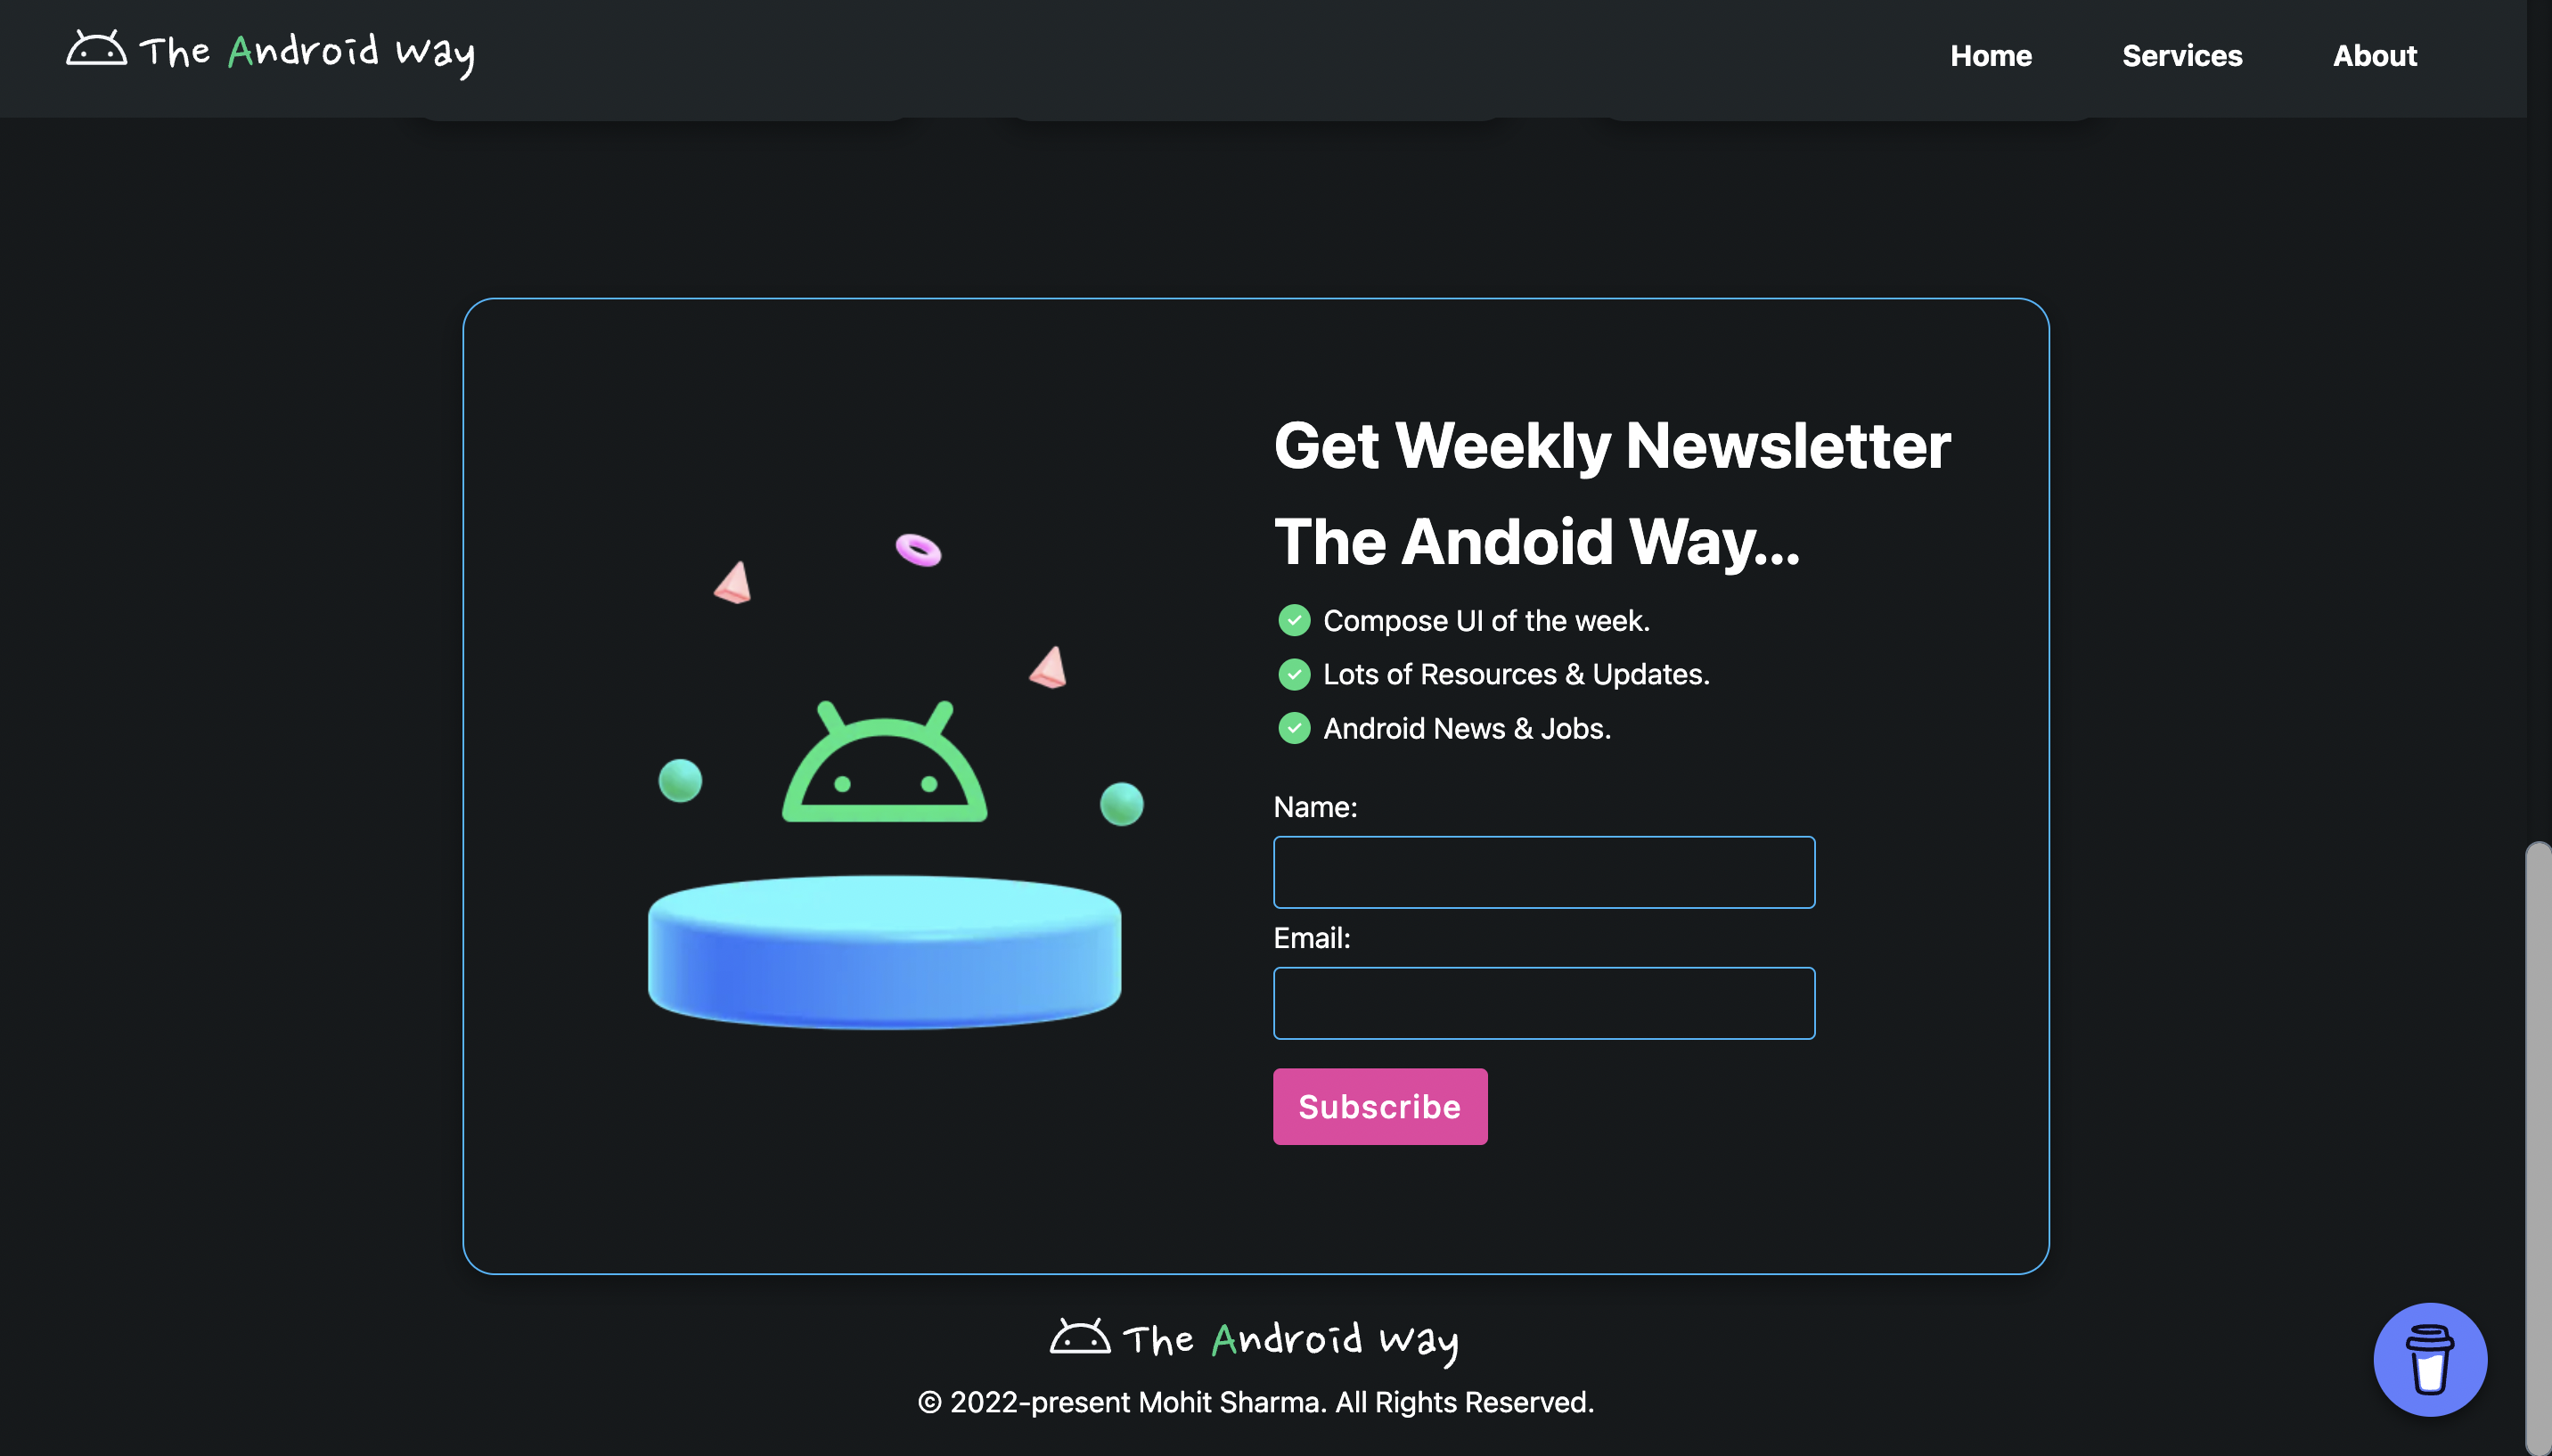 The Android Way
Home Services About
Get Weekly Newsletter
The Andoid Way...
Compose UI of the week.
Lots of Resources & Updates.
Android News & Jobs.
Name:
Email:
Subscribe
The Android Way
© 2022-present Mohit Sharma. All Rights Reserved.